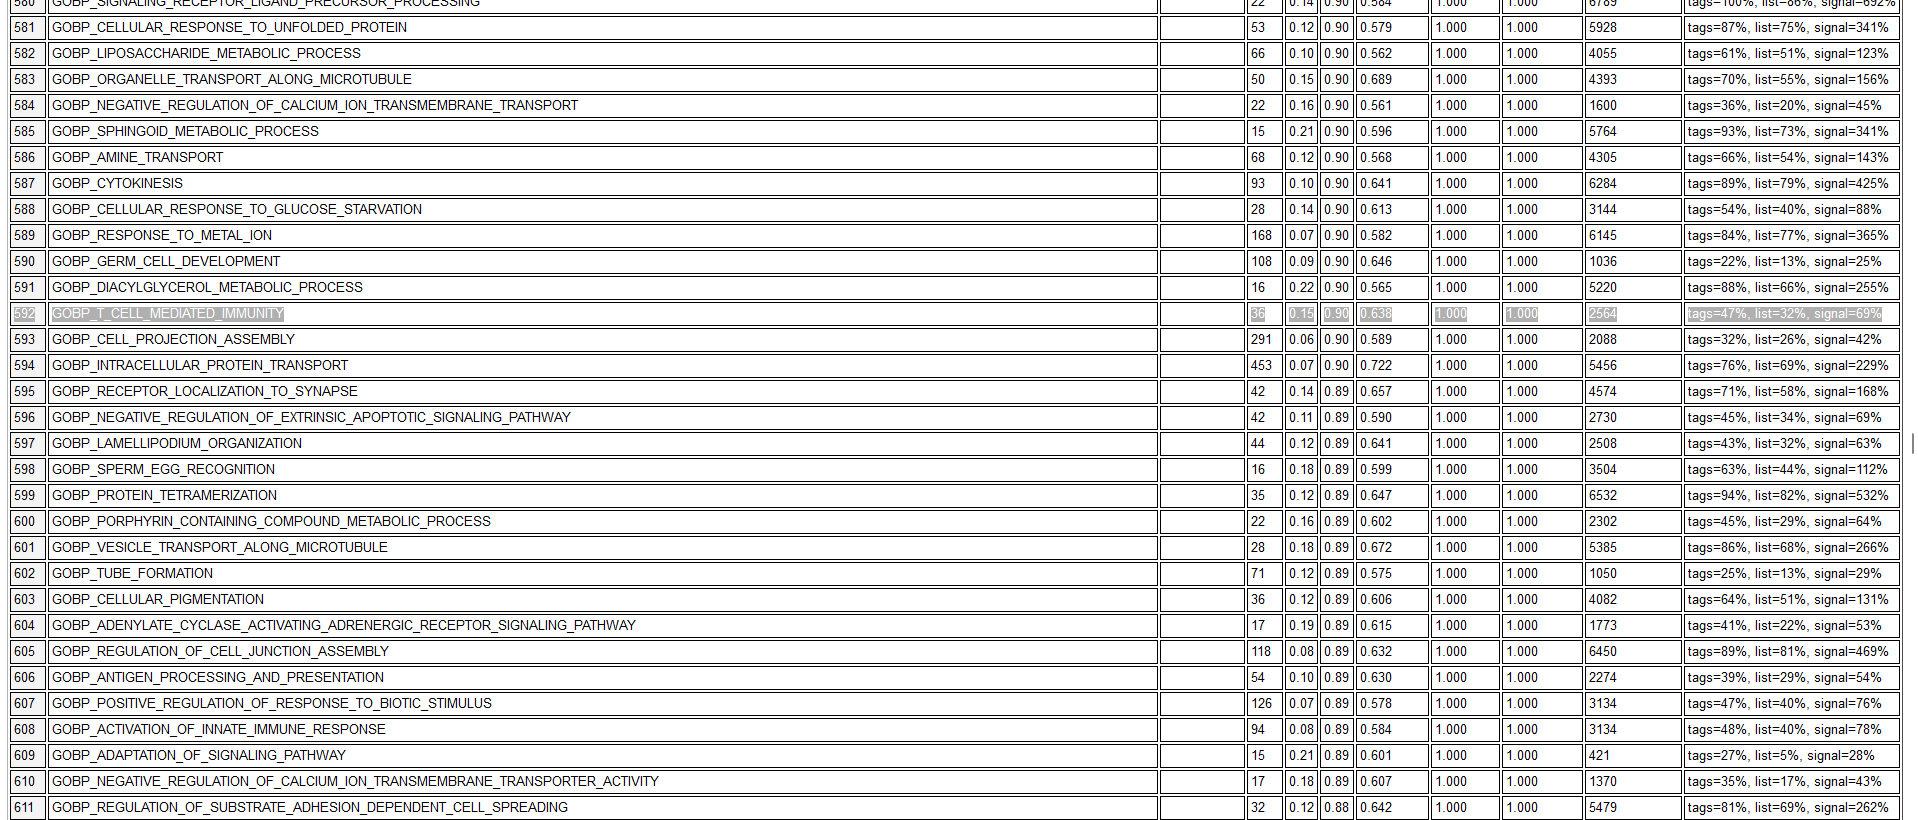 580 GOBP_SIGNALING_RECEPTOR_LIGAND_PRECURSOR_PROCESSING 22 0.14 0.90 0.584 1.000 1.000 6789 tags=100%, list=86%, signal=692%
581 GOBP_CELLULAR_RESPONSE_TO_UNFOLDED_PROTEIN 53 0.12 0.90 0.579 1.000 1.000 5928 tags=87%, list=75%, signal=341%
582 GOBP_LIPOSACCHARIDE_METABOLIC_PROCESS 66 0.10 0.90 0.562 1.000 1.000 4055 tags=61%, list=51%, signal=123%
583 GOBP_ORGANELLE_TRANSPORT_ALONG_MICROTUBULE 50 0.15 0.90 0.689 1.000 1.000 4393 tags=70%, list=55%, signal=156%
584 GOBP_NEGATIVE_REGULATION_OF_CALCIUM_ION_TRANSMEMBRANE_TRANSPORT 22 0.16 0.90 0.561 1.000 1.000 1600 tags=36%, list=20%, signal=45%
585 GOBP_SPHINGOID_METABOLIC_PROCESS 15 0.21 0.90 0.596 1.000 1.000 5764 tags=93%, list=73%, signal=341%
586 GOBP_AMINE_TRANSPORT 68 0.12 0.90 0.568 1.000 1.000 4305 tags=66%, list=54%, signal=143%
587 GOBP_CYTOKINESIS 93 0.10 0.90 0.641 1.000 1.000 6284 tags=89%, list=79%, signal=425%
588 GOBP_CELLULAR_RESPONSE_TO_GLUCOSE_STARVATION 28 0.14 0.90 0.613 1.000 1.000 3144 tags=54%, list=40%, signal=88%
589 GOBP_RESPONSE_TO_METAL_ION 168 0.07 0.90 0.582 1.000 1.000 6145 tags=84%, list=77%, signal=365%
590 GOBP_GERM_CELL_DEVELOPMENT 108 0.09 0.90 0.646 1.000 1.000 1036 tags=22%, list=13%, signal=25%
591 GOBP_DIACYLGLYCEROL_METABOLIC_PROCESS 16 0.22 0.90 0.565 1.000 1.000 5220 tags=88%, list=66%, signal=255%
592 GOBP_T_CELL_MEDIATED_IMMUNITY 36 0.15 0.90 0.638 1.000 1.000 2564 tags=47%, list=32%, signal=69%
593 GOBP_CELL_PROJECTION_ASSEMBLY 291 0.06 0.90 0.589 1.000 1.000 2088 tags=32%, list=26%, signal=42%
594 GOBP_INTRACELLULAR_PROTEIN_TRANSPORT 453 0.07 0.90 0.722 1.000 1.000 5456 tags=76%, list=69%, signal=229%
595 GOBP_RECEPTOR_LOCALIZATION_TO_SYNAPSE 42 0.14 0.89 0.657 1.000 1.000 4574 tags=71%, list=58%, signal=168%
596 GOBP_NEGATIVE_REGULATION_OF_EXTRINSIC_APOPTOTIC_SIGNALING_PATHWAY 42 0.11 0.89 0.590 1.000 1.000 2730 tags=45%, list=34%, signal=69%
597 GOBP_LAMELLIPODIUM_ORGANIZATION 44 0.12 0.89 0.641 1.000 1.000 2508 tags=43%, list=32%, signal=63%
598 GOBP_SPERM_EGG_RECOGNITION 16 0.18 0.89 0.599 1.000 1.000 3504 tags=63%, list=44%, signal=112%
599 GOBP_PROTEIN_TETRAMERIZATION 35 0.12 0.89 0.647 1.000 1.000 6532 tags=94%, list=82%, signal=532%
600 GOBP_PORPHYRIN_CONTAINING_COMPOUND_METABOLIC_PROCESS 22 0.16 0.89 0.602 1.000 1.000 2302 tags=45%, list=29%, signal=64%
601 GOBP_VESICLE_TRANSPORT_ALONG_MICROTUBULE 28 0.18 0.89 0.672 1.000 1.000 5385 tags=86%, list=68%, signal=266%
602 GOBP_TUBE_FORMATION 71 0.12 0.89 0.575 1.000 1.000 1050 tags=25%, list=13%, signal=29%
603 GOBP_CELLULAR_PIGMENTATION 36 0.12 0.89 0.606 1.000 1.000 4082 tags=64%, list=51%, signal=131%
604 GOBP_ADENYLATE_CYCLASE_ACTIVATING_ADRENERGIC_RECEPTOR_SIGNALING_PATHWAY 17 0.19 0.89 0.615 1.000 1.000 1773 tags=41%, list=22%, signal=53%
605 GOBP_REGULATION_OF_CELL_JUNCTION_ASSEMBLY 118 0.08 0.89 0.632 1.000 1.000 6450 tags=89%, list=81%, signal=469%
606 GOBP_ANTIGEN_PROCESSING_AND_PRESENTATION 54 0.10 0.89 0.630 1.000 1.000 2274 tags=39%, list=29%, signal=54%
607 GOBP_POSITIVE_REGULATION_OF_RESPONSE_TO_BIOTIC_STIMULUS 126 0.07 0.89 0.578 1.000 1.000 3134 tags=47%, list=40%, signal=76%
608 GOBP_ACTIVATION_OF_INNATE_IMMUNE_RESPONSE 94 0.08 0.89 0.584 1.000 1.000 3134 tags=48%, list=40%, signal=78%
609 GOBP_ADAPTATION_OF_SIGNALING_PATHWAY 15 0.21 0.89 0.601 1.000 1.000 421 tags=27%, list=5%, signal=28%
610 GOBP_NEGATIVE_REGULATION_OF_CALCIUM_ION_TRANSMEMBRANE_TRANSPORTER_ACTIVITY 17 0.18 0.89 0.607 1.000 1.000 1370 tags=35%, list=17%, signal=43%
611 GOBP_REGULATION_OF_SUBSTRATE_ADHESION_DEPENDENT_CELL_SPREADING 32 0.12 0.88 0.642 1.000 1.000 5479 tags=81%, list=69%, signal=262%